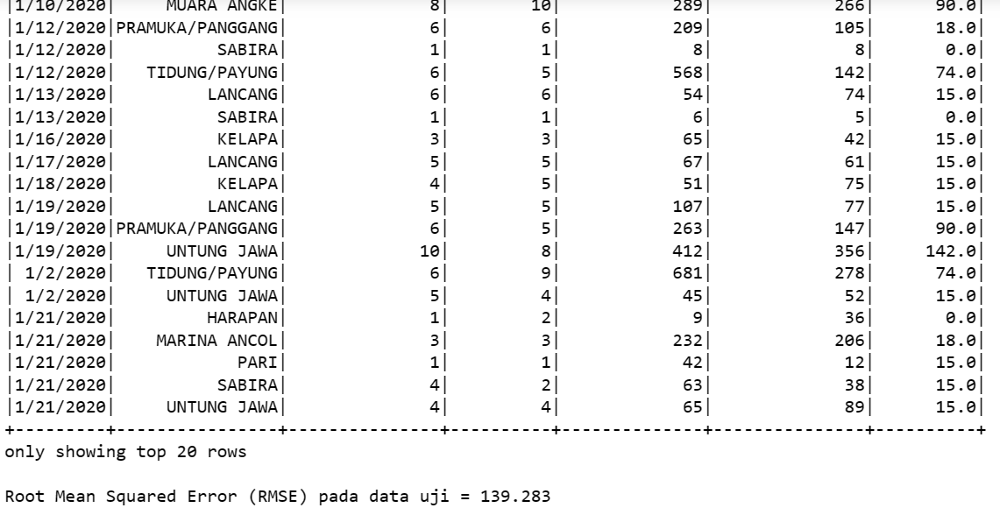 |1/10/2020|     MUARA ANGKE|              8|        10|           289|            266|      90.0|
|1/12/2020|PRAMUKA/PANGGANG|              6|         6|           209|            105|      18.0|
|1/12/2020|          SABIRA|              1|         1|             8|              8|       0.0|
|1/12/2020|   TIDUNG/PAYUNG|              6|         5|           568|            142|      74.0|
|1/13/2020|         LANCANG|              6|         6|            54|             74|      15.0|
|1/13/2020|          SABIRA|              1|         1|             6|              5|       0.0|
|1/16/2020|          KELAPA|              3|         3|            65|             42|      15.0|
|1/17/2020|         LANCANG|              5|         5|            67|             61|      15.0|
|1/18/2020|          KELAPA|              4|         5|            51|             75|      15.0|
|1/19/2020|         LANCANG|              5|         5|           107|             77|      15.0|
|1/19/2020|PRAMUKA/PANGGANG|              6|         5|           263|            147|      90.0|
|1/19/2020|     UNTUNG JAWA|             10|         8|           412|            356|     142.0|
| 1/2/2020|   TIDUNG/PAYUNG|              6|         9|           681|            278|      74.0|
| 1/2/2020|     UNTUNG JAWA|              5|         4|            45|             52|      15.0|
|1/21/2020|         HARAPAN|              1|         2|             9|             36|       0.0|
|1/21/2020|    MARINA ANCOL|              3|         3|           232|            206|      18.0|
|1/21/2020|            PARI|              1|         1|            42|             12|      15.0|
|1/21/2020|          SABIRA|              4|         2|            63|             38|      15.0|
|1/21/2020|     UNTUNG JAWA|              4|         4|            65|             89|      15.0|
+---------+----------------+---------------+----------+--------------+---------------+----------+
only showing top 20 rows
Root Mean Squared Error (RMSE) pada data uji = 139.283